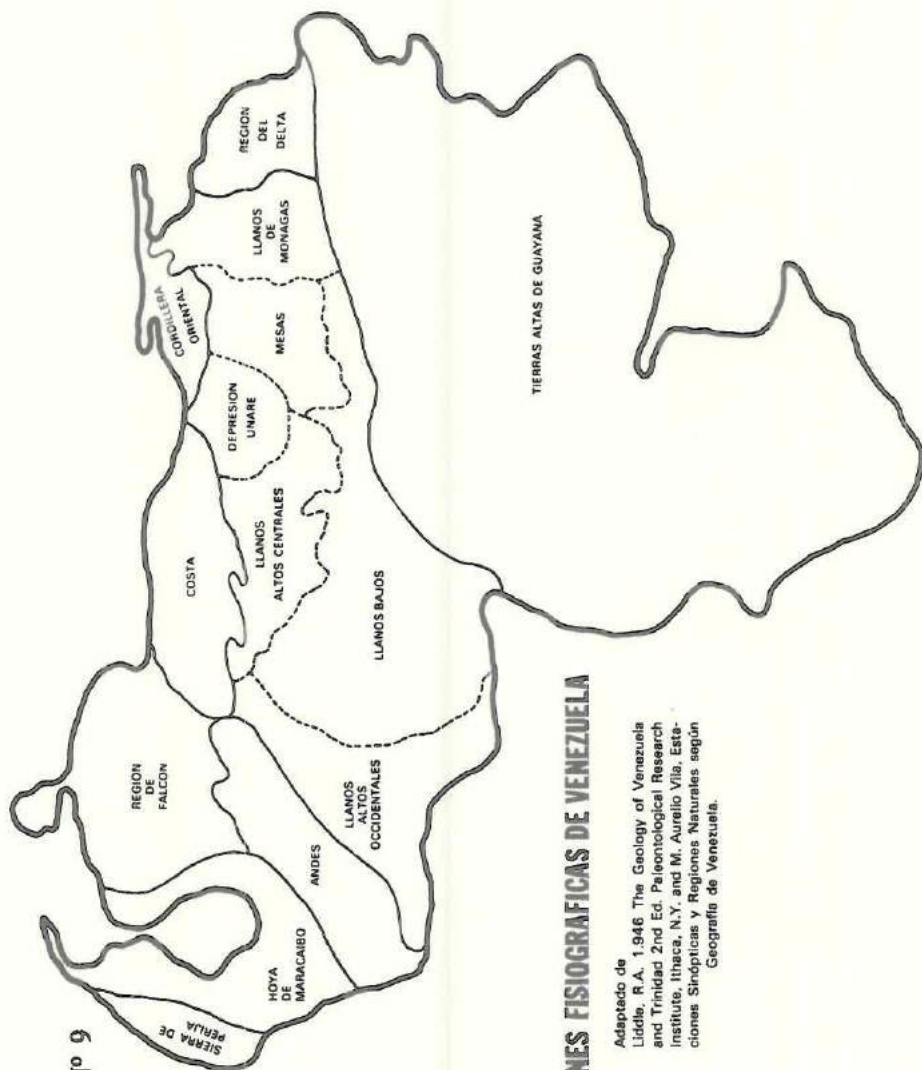 REGION
DEL
DELTA
LLANOS
DE
MONAGAS
CORDILLERA
ORIENTAL
MESAS
DEPRESION
UNARE
TIERRAS ALTAS DE GUAYANA
COSTA
LLANOS
ALTOS CENTRALES
LLANOS BAJOS
REGION
DE
FALCON
LLANOS
ALTOS
OCCIDENTALES
ANDES
HOYA
DE
MARACAIBO
SIERRA DE
PERIJA
º 9
NES FISIOGRAFICAS DE VENEZUELA
Adaptado de
Liddle, R.A. 1.946 The Geology of Venezuela
and Trinidad 2nd Ed. Paleontological Research
Institute, Ithaca, N.Y. and M. Aurelio Vila, Esta-
ciones Sinópticas y Regiones Naturales según
Geografía de Venezuela.